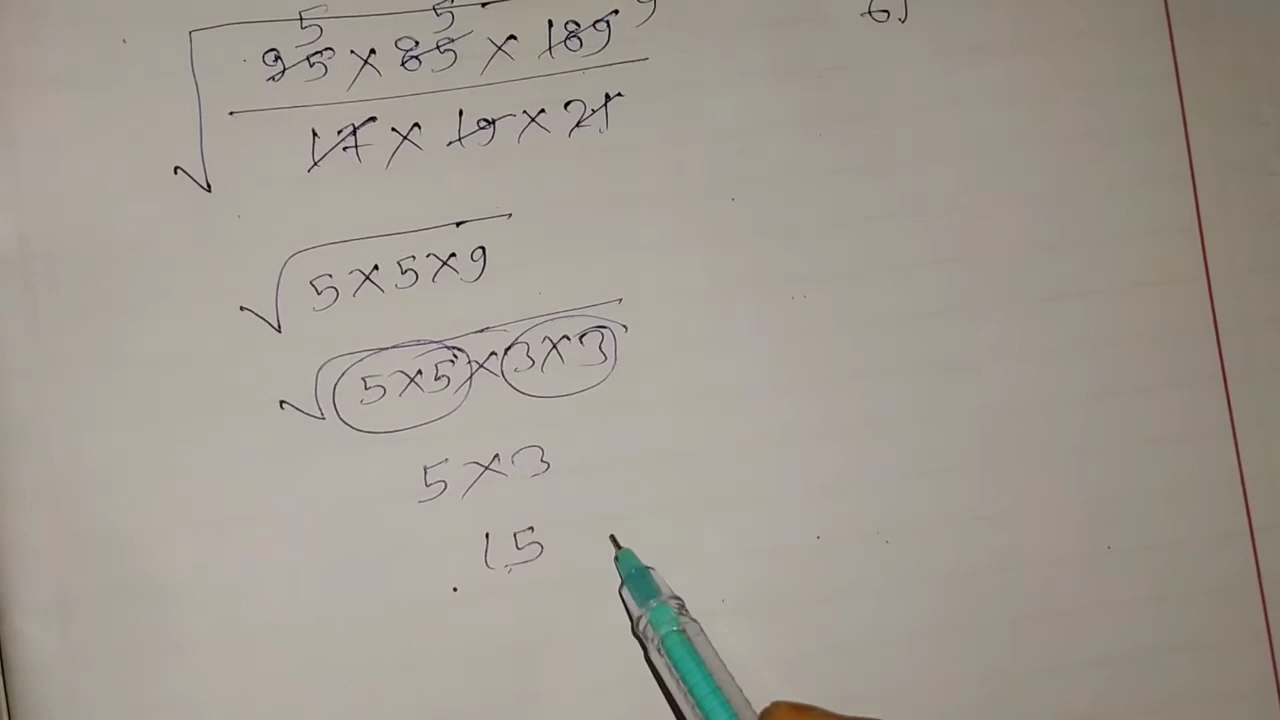 5 5 9
95 × 85 × 189
17 × 19 × 21
√5×5×9
√5×5×3×3
5×3
15